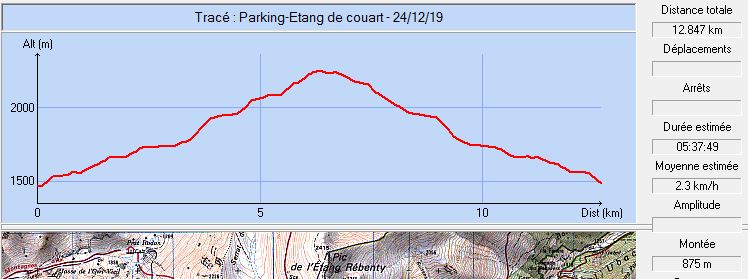 Tracé : Parking-Etang de couart - 24/12/19
Alt (m)
2000
1500
0
5
10
Dist (km)
Distance totale
12.847 km
Déplacements
Arrêts
Durée estimée
05:37:49
Moyenne estimée
2.3 km/h
Amplitude
Montée
875 m
2415
Pic
de l'Étang Rébenty